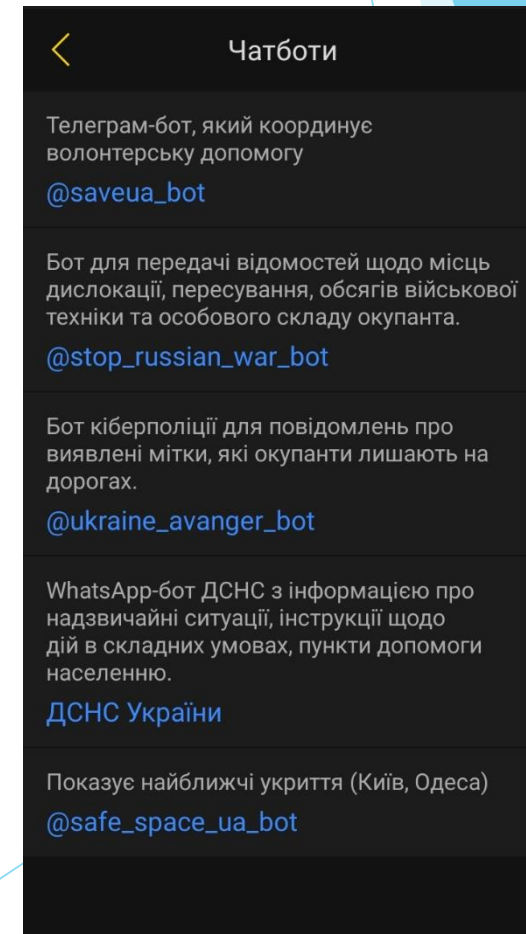 Чатботи
Телеграм-бот, який координує
волонтерську допомогу
@saveua_bot
Бот для передачі відомостей щодо місць
дислокації, пересування, обсягів військової
техніки та особового складу окупанта.
@stop_russian_war_bot
Бот кіберполіції для повідомлень про
виявлені мітки, які окупанти лишають на
дорогах.
@ukraine_avanger_bot
WhatsApp-бот ДСНС з інформацією про
надзвичайні ситуації, інструкції щодо
дій в складних умовах, пункти допомоги
населенню.
ДСНС України
Показує найближчі укриття (Київ, Одеса)
@safe_space_ua_bot